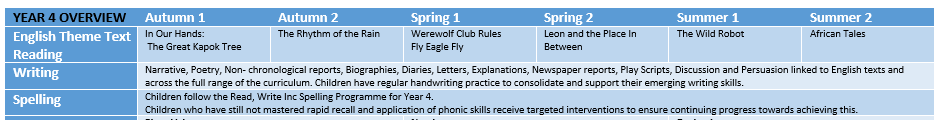 YEAR 4 OVERVIEW Autumn 1 Autumn 2 Spring 1 Spring 2 Summer 1 Summer 2
English Theme Text In Our Hands: The Rhythm of the Rain Werewolf Club Rules Leon and the Place In The Wild Robot African Tales
Reading The Great Kapok Tree Fly Eagle Fly Between
Writing Narrative, Poetry, Non- chronological reports, Biographies, Diaries, Letters, Explanations, Newspaper reports, Play Scripts, Discussion and Persuasion linked to English texts and
across the full range of the curriculum. Children have regular handwriting practice to consolidate and support their emerging writing skills.
Spelling Children follow the Read, Write Inc Spelling Programme for Year 4.
Children who have still not mastered rapid recall and application of phonic skills receive targeted interventions to ensure continuing progress towards achieving this.